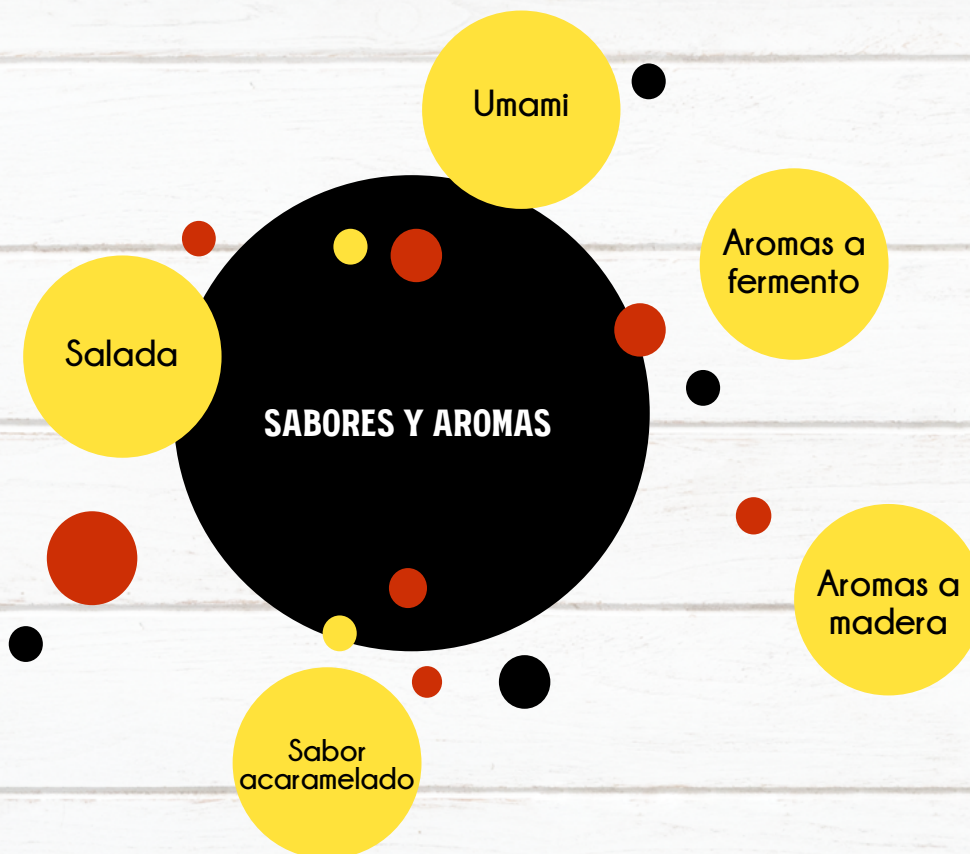 Umami
Aromas a
fermento
Salada
SABORES Y AROMAS
Aromas a
madera
Sabor
acaramelado